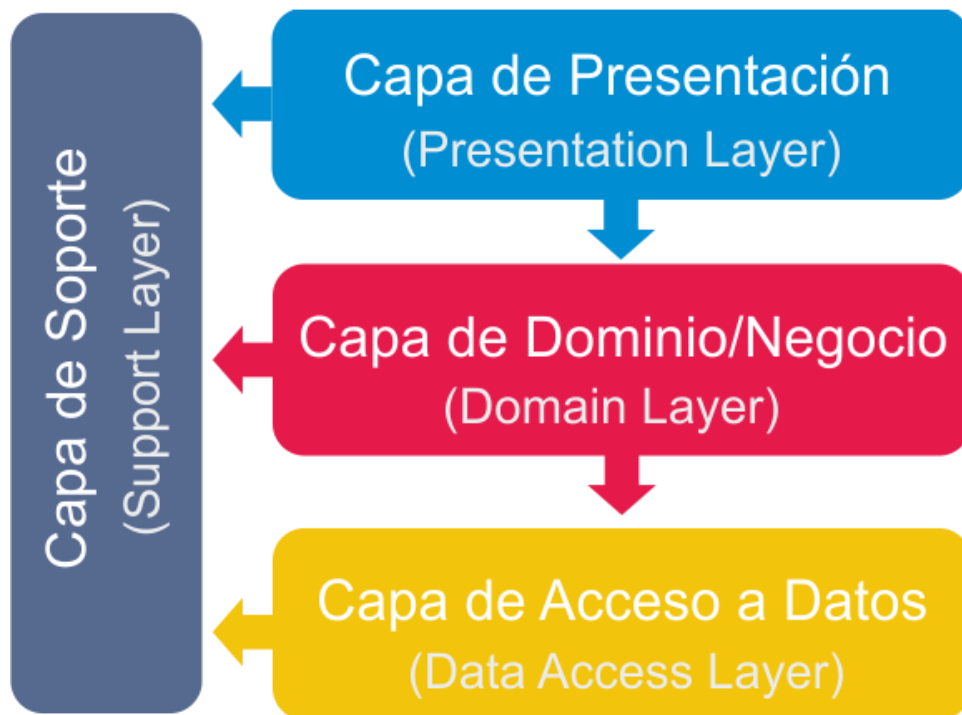 Capa de Soporte
(Support Layer)
Capa de Presentación
(Presentation Layer)
Capa de Dominio/Negocio
(Domain Layer)
Capa de Acceso a Datos
(Data Access Layer)